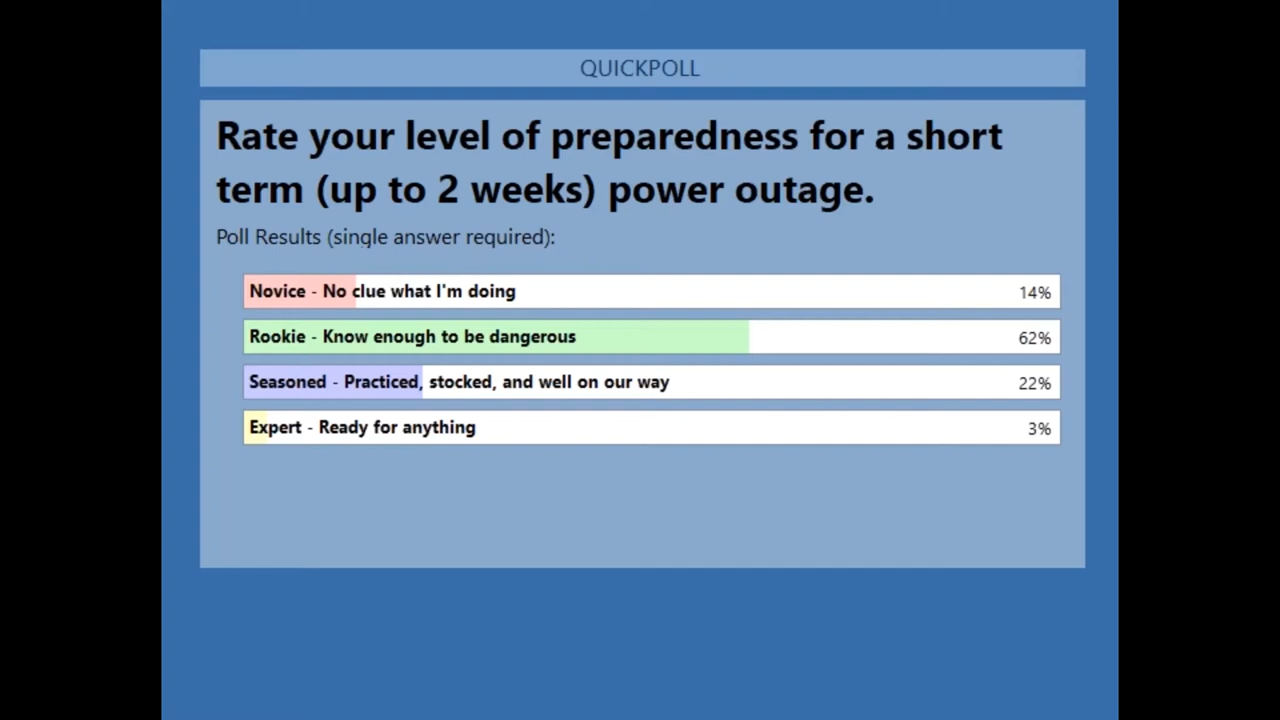 QUICKPOLL
Rate your level of preparedness for a short
term (up to 2 weeks) power outage.
Poll Results (single answer required):
Novice - No clue what I'm doing 14%
Rookie - Know enough to be dangerous 62%
Seasoned - Practiced, stocked, and well on our way 22%
Expert - Ready for anything 3%